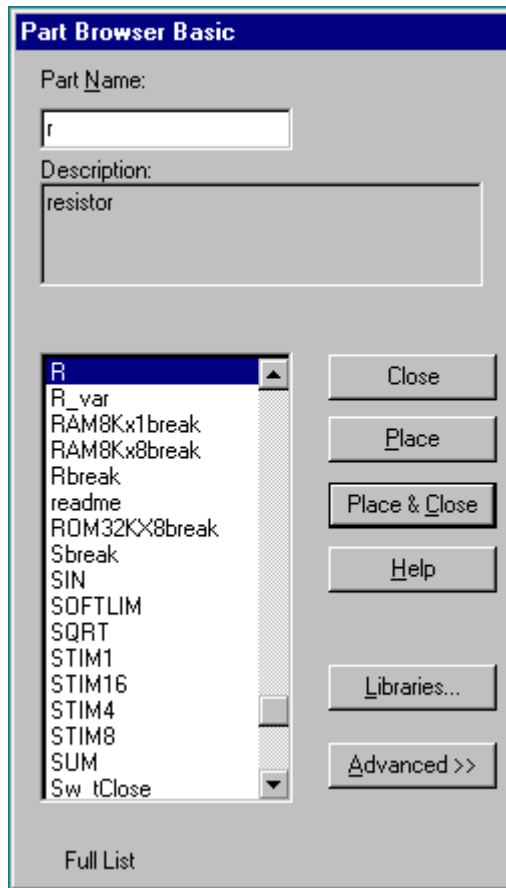 Part Browser Basic
Part Name:
r
Description:
resistor
R
R_var
RAM8Kx1break
RAM8Kx8break
Rbreak
readme
ROM32KX8break
Sbreak
SIN
SOFTLIM
SQRT
STIM1
STIM16
STIM4
STIM8
SUM
Sw_tClose
Close
Place
Place & Close
Help
Libraries...
Advanced >>
Full List